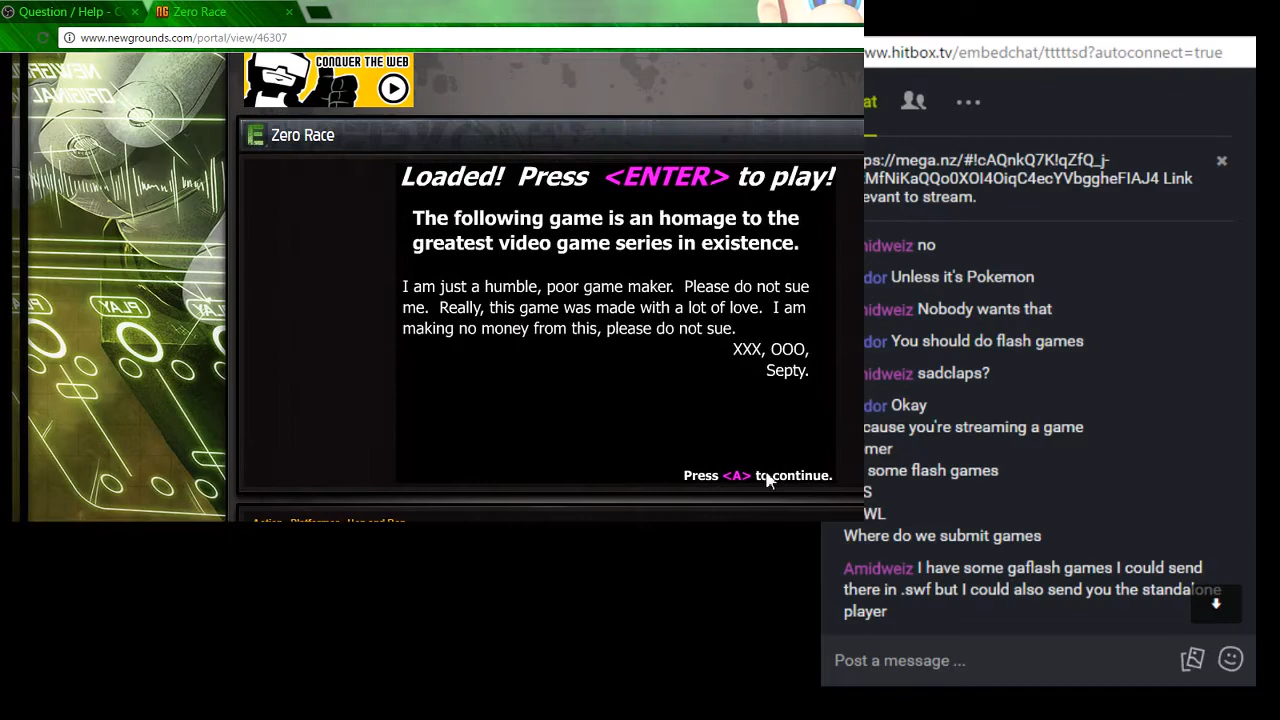 Question / Help - C
Zero Race
www.newgrounds.com/portal/view/46307
CONQUER THE WEB
Zero Race
Loaded! Press <ENTER> to play!
The following game is an homage to the
greatest video game series in existence.
I am just a humble, poor game maker. Please do not sue
me. Really, this game was made with a lot of love. I am
making no money from this, please do not sue.
XXX, OOO,
Septy.
Press <A> to continue.
ww.hitbox.tv/embedchat/tttttsd?autoconnect=true
at
ps://mega.nz/#!cAQnkQ7K!qZfQ_j-
MfNiKaQQo0XOI4OiqC4ecYVbggheFIAJ4 Link
evant to stream.
idweiz no
dor Unless it's Pokemon
idweiz Nobody wants that
dor You should do flash games
idweiz sadclaps?
dor Okay
cause you're streaming a game
mer
some flash games
S
WL
Where do we submit games
Amidweiz I have some gaflash games I could send
there in .swf but I could also send you the standalone
player
Post a message ...